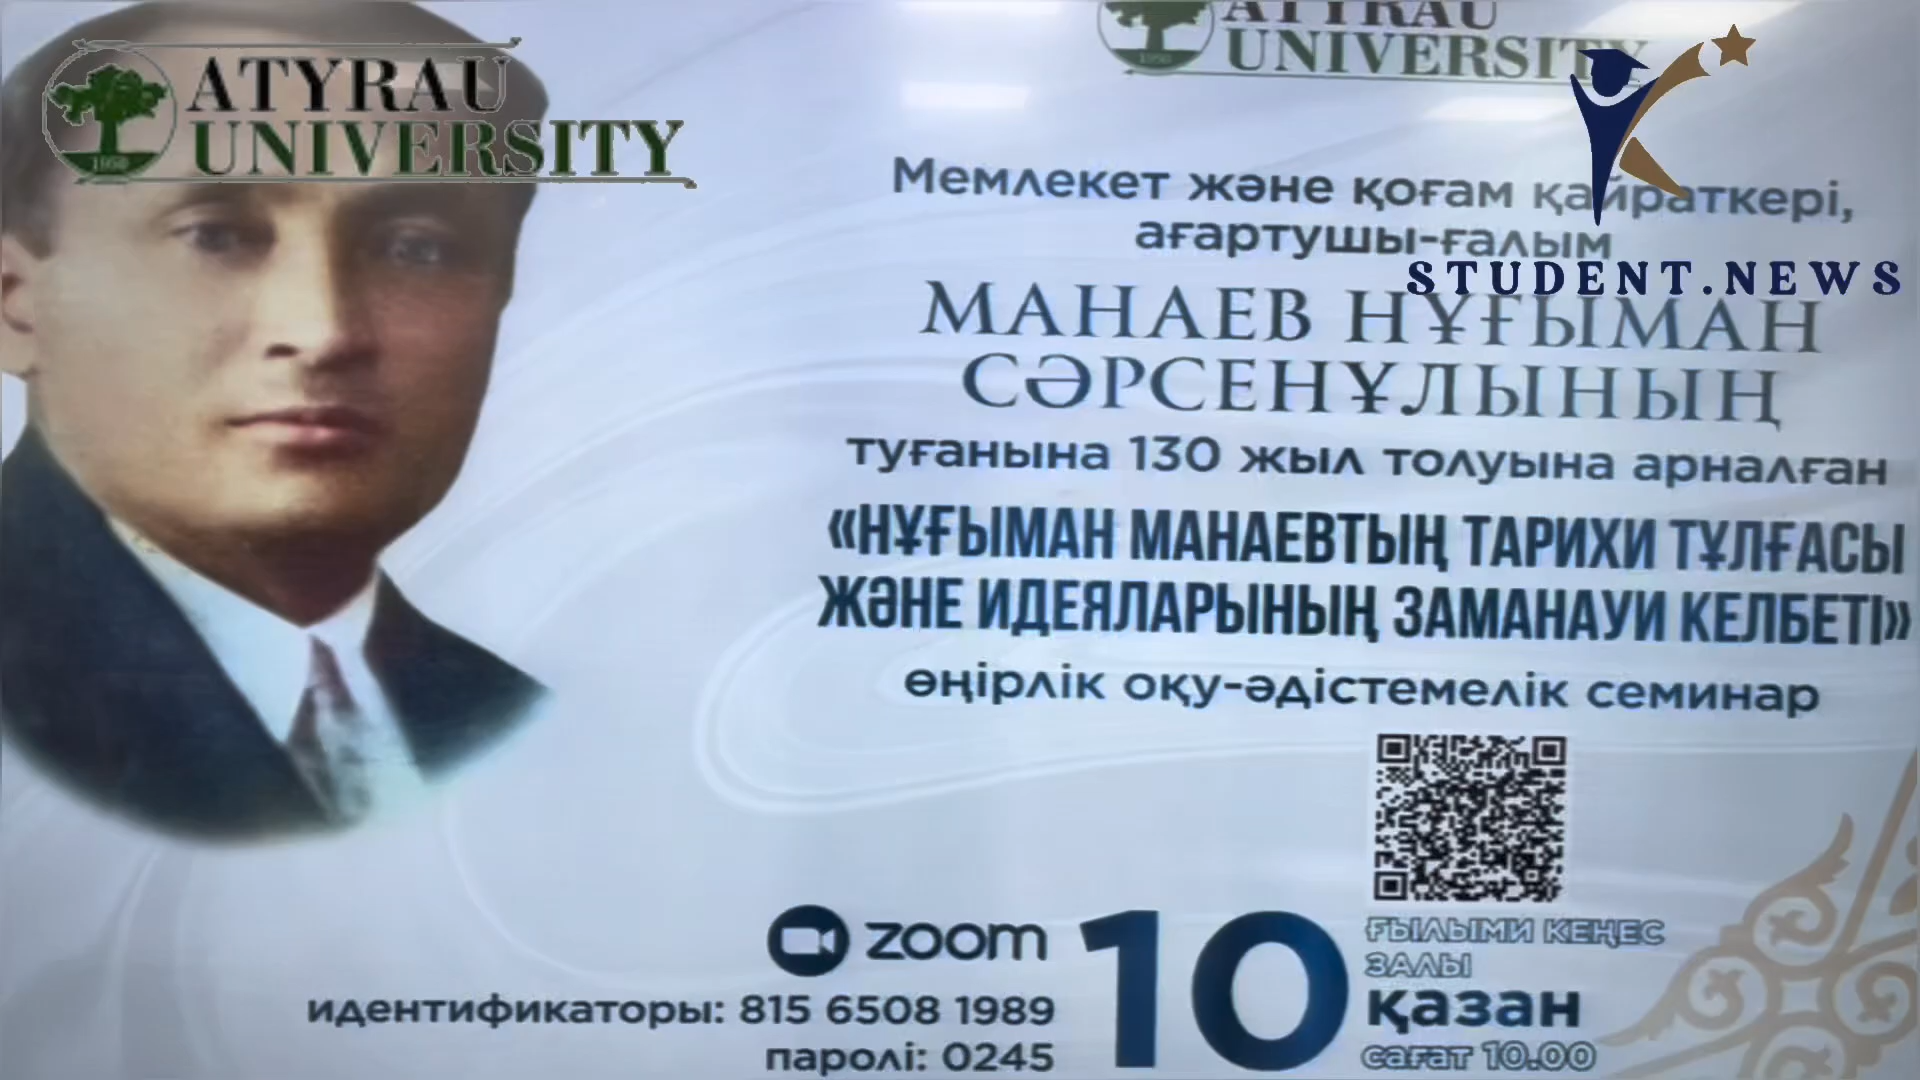 ATYRAU
UNIVERSITY
1950
ATYRAU
UNIVERSITY
1950
STUDENT.NEWS
Мемлекет және қоғам қайраткері,
ағартушы-ғалым
МАНАЕВ НҰҒЫМАН
СӘРСЕНҰЛЫНЫҢ
туғанына 130 жыл толуына арналған
«НҰҒЫМАН МАНАЕВТЫҢ ТАРИХИ ТҰЛҒАСЫ
ЖӘНЕ ИДЕЯЛАРЫНЫҢ ЗАМАНАУИ КЕЛБЕТІ»
өңірлік оқу-әдістемелік семинар
zoom
идентификаторы: 815 6508 1989
паролі: 0245
10
ҒЫЛЫМИ КЕҢЕС
ЗАЛЫ
қазан
сағат 10.00